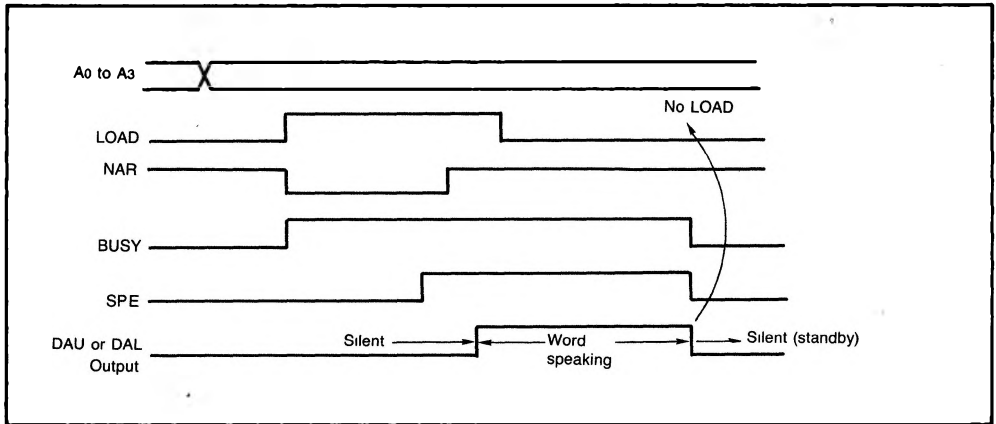 A0 to A3
No LOAD
LOAD
NAR
BUSY
SPE
DAU or DAL
Output
Silent
Word
speaking
Silent (standby)